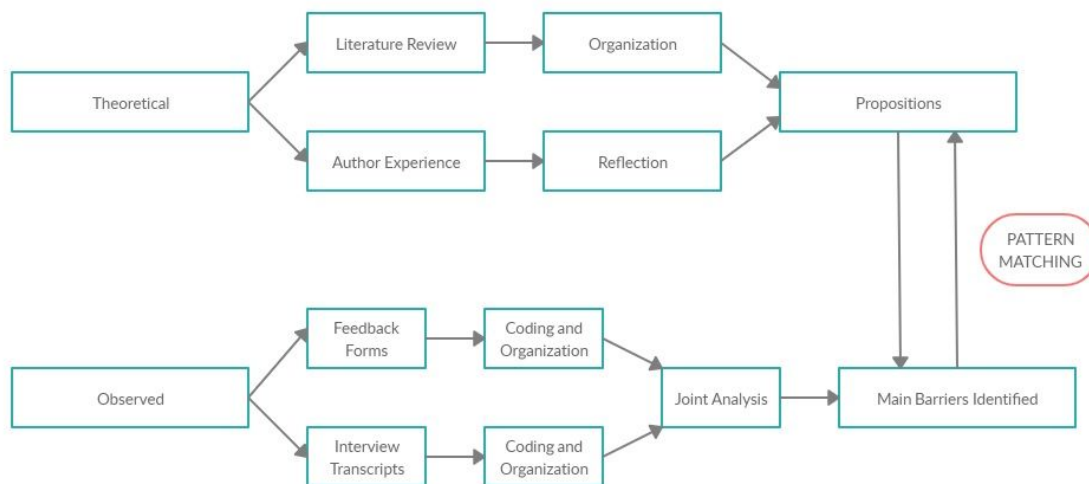 Literature Review
Organization
Theoretical
Propositions
Author Experience
Reflection
PATTERN
MATCHING
Feedback
Forms
Coding and
Organization
Observed
Joint Analysis
Main Barriers Identified
Interview
Transcripts
Coding and
Organization